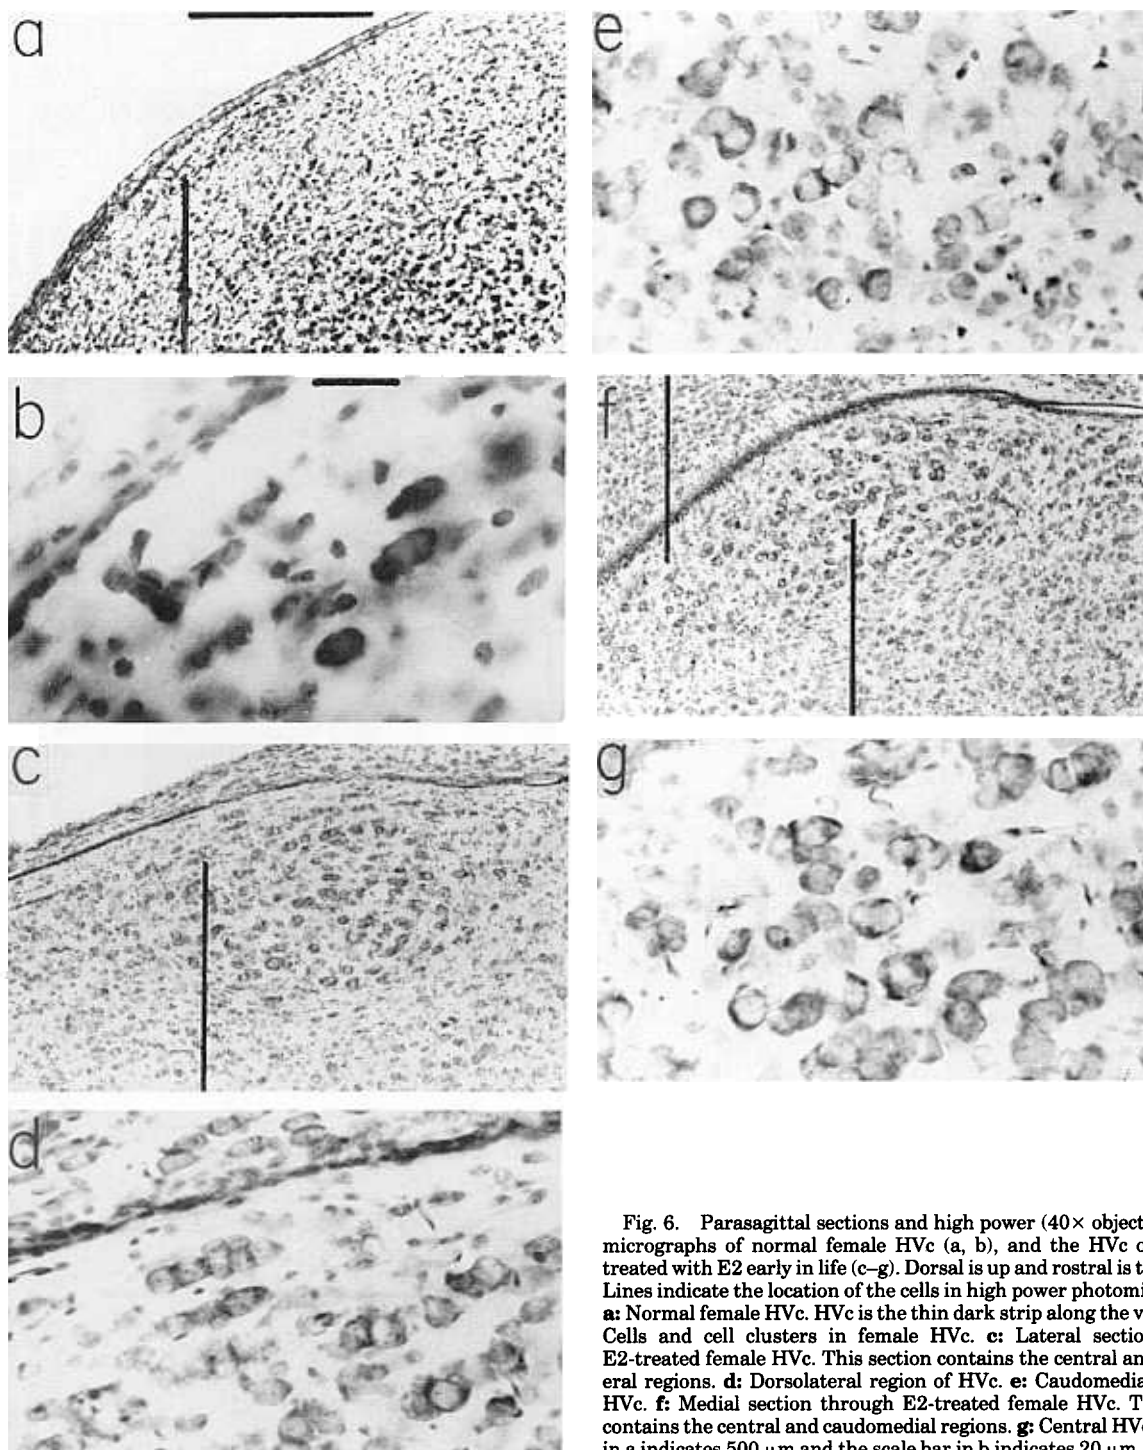 a
e
b
f
c
g
d
Fig. 6. Parasagittal sections and high power (40× object
micrographs of normal female HVc (a, b), and the HVc
treated with E2 early in life (c–g). Dorsal is up and rostral is
Lines indicate the location of the cells in high power
a: Normal female HVc. HVc is the thin dark strip along the
Cells and cell clusters in female HVc. c: Lateral
E2-treated female HVc. This section contains the central
eral regions. d: Dorsolateral region of HVc. e:
HVc. f: Medial section through E2-treated female HVc.
contains the central and caudomedial regions. g: Central HVc
in a indicates 500 μm and the scale bar in b indicates 20 μm